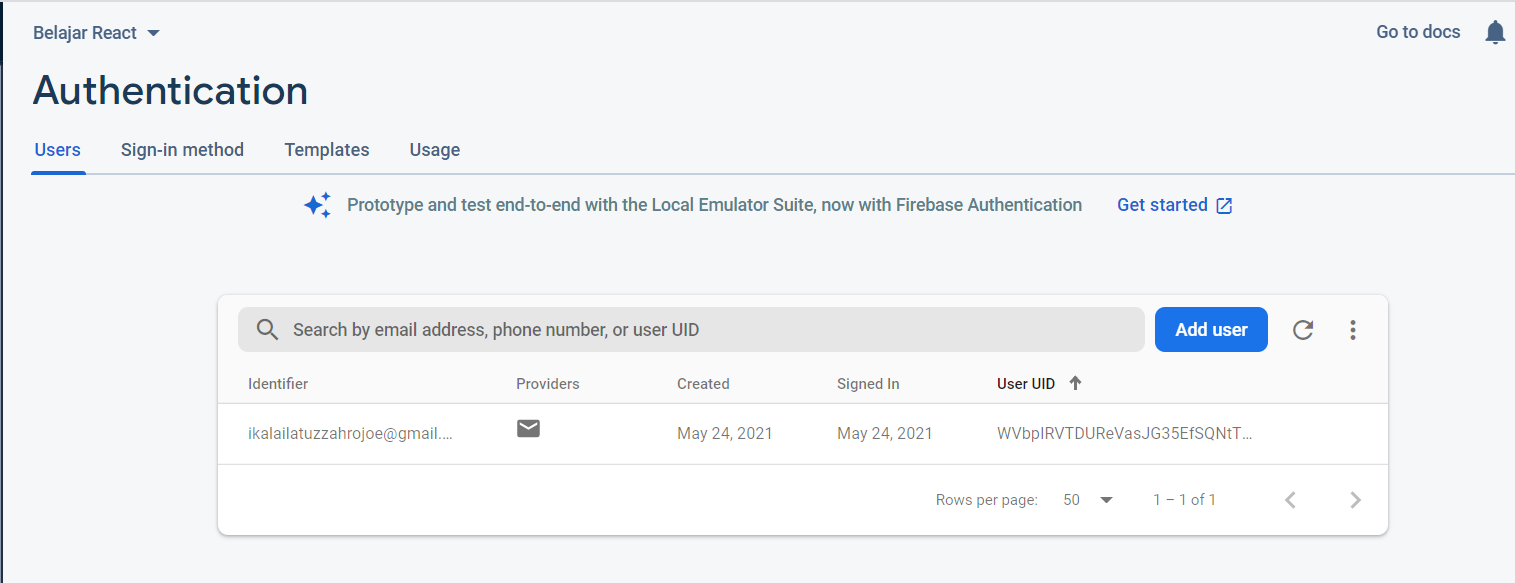 Belajar React
Go to docs
Authentication
Users Sign-in method Templates Usage
Prototype and test end-to-end with the Local Emulator Suite, now with Firebase Authentication Get started
Search by email address, phone number, or user UID Add user
Identifier Providers Created Signed In User UID
ikalailatuzzahrojoe@gmail.... May 24, 2021 May 24, 2021 WVbpIRVTDUReVasJG35EfSQNtT...
Rows per page: 50 1 – 1 of 1